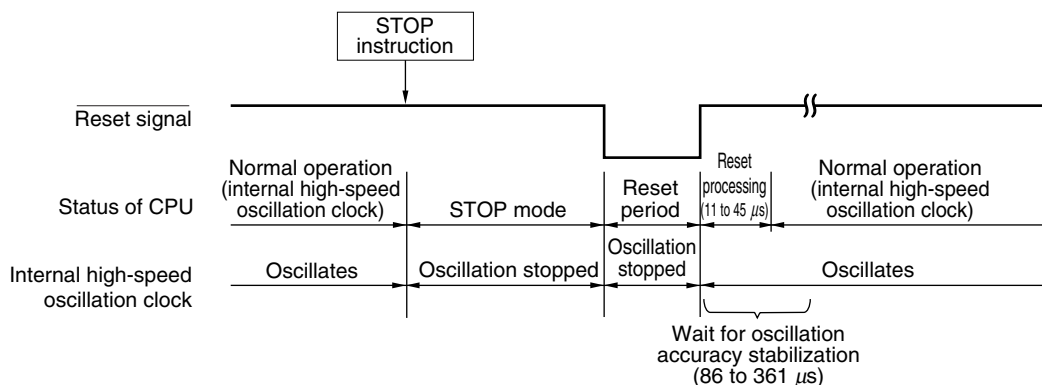 STOP
instruction
Reset signal
Normal operation
(internal high-speed
oscillation clock)
Status of CPU
STOP mode
Reset
period
Reset
processing
(11 to 45 μs)
Normal operation
(internal high-speed
oscillation clock)
Internal high-speed
oscillation clock
Oscillates
Oscillation stopped
Oscillation
stopped
Oscillates
Wait for oscillation
accuracy stabilization
(86 to 361 μs)